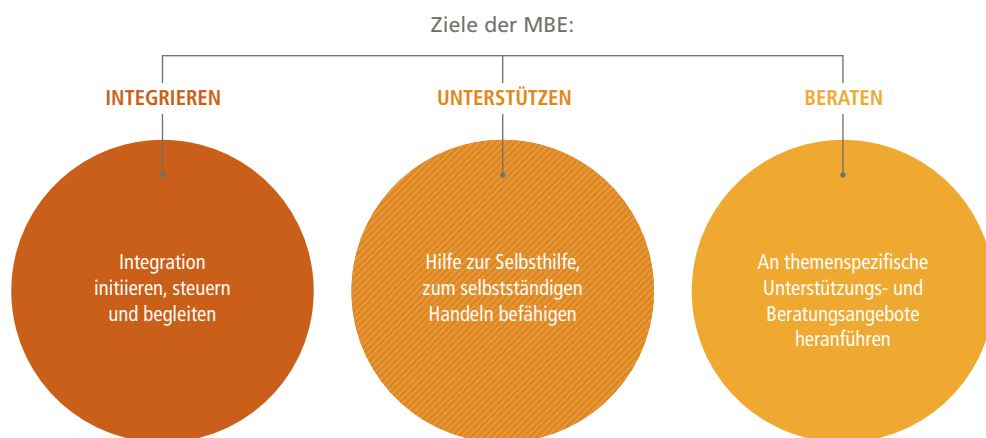 Ziele der MBE:
INTEGRIEREN
Integration
initiieren, steuern
und begleiten
UNTERSTÜTZEN
Hilfe zur Selbsthilfe,
zum selbstständigen
Handeln befähigen
BERATEN
An themenspezifische
Unterstützungs- und
Beratungsangebote
heranführen